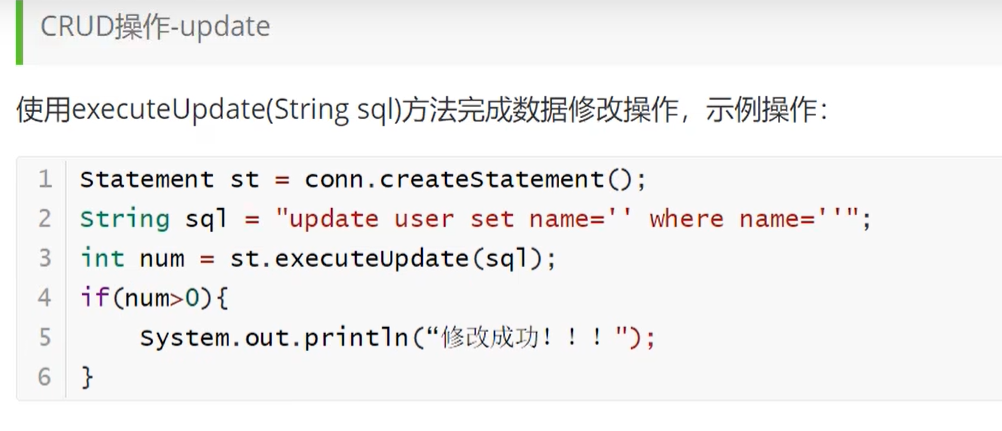 CRUD操作-update
使用executeUpdate(String sql)方法完成数据修改操作，示例操作：
1 Statement st = conn.createStatement();
2 String sql = "update user set name='' where name=''";
3 int num = st.executeUpdate(sql);
4 if(num>0){
5     System.out.println(“修改成功！！！");
6 }